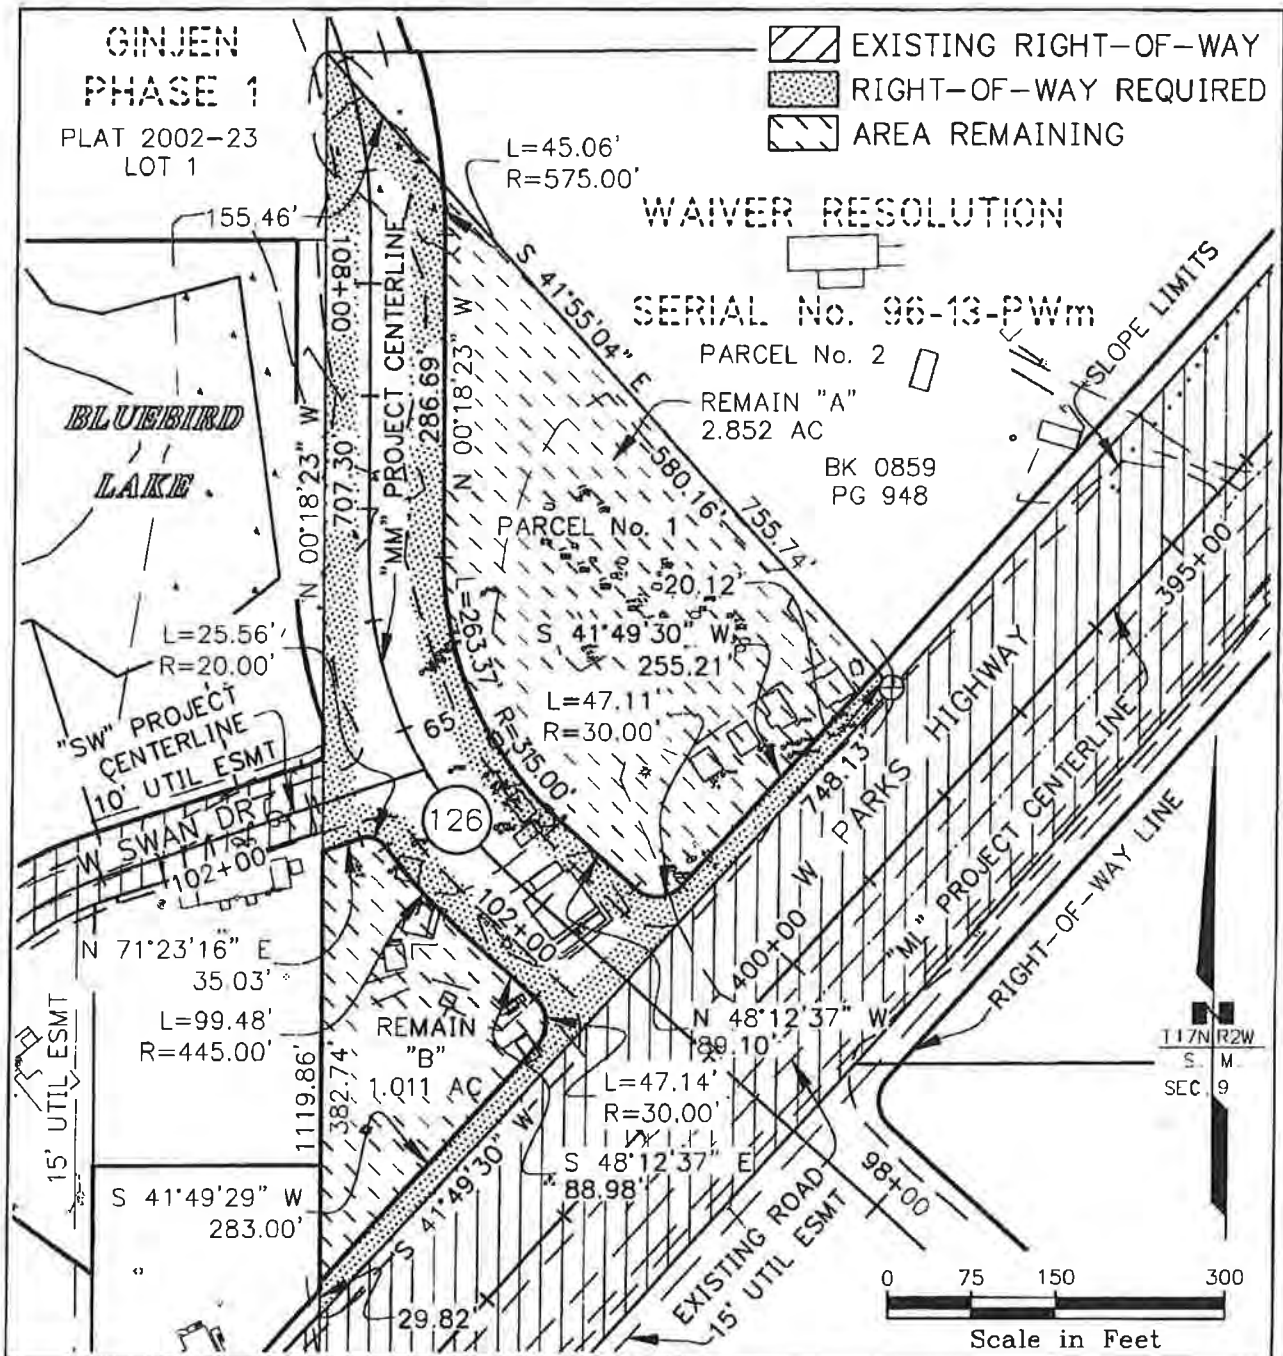 GINJEN
PHASE 1
PLAT 2002-23
LOT 1
EXISTING RIGHT-OF-WAY
RIGHT-OF-WAY REQUIRED
AREA REMAINING
L=45.06'
R=575.00'
155.46'
WAIVER RESOLUTION
SERIAL No. 96-13-PWm
PARCEL No. 2
REMAIN "A"
2.852 AC
BK 0859
PG 948
SLOPE LIMITS
108+00
"MM" PROJECT CENTERLINE
286.69'
N 00°18'23" W
S 41°55'04" E
580.16'
755.74'
BLUEBIRD
LAKE
N 00°18'23" W
707.30'
PARCEL No. 1
20.12'
S 41°49'30" W
255.21'
L=47.11'
R=30.00'
L=263.37'
R=315.00'
395+00
L=25.56'
R=20.00'
"SW" PROJECT
CENTERLINE
10' UTIL ESMT
65
126
W SWAN DR
102+00
102+00
748.13'
W PARKS HIGHWAY
400+00
"ML" PROJECT CENTERLINE
RIGHT-OF-WAY LINE
N 71°23'16" E
35.03'
L=99.48'
R=445.00'
15' UTIL ESMT
1119.86'
382.74'
REMAIN
"B"
1.011 AC
N 48°12'37" W
89.10'
L=47.14'
R=30.00'
S 48°12'37" E
88.98'
S 41°49'30" W
T17N R2W
S. M.
SEC. 9
S 41°49'29" W
283.00'
29.82'
98+00
EXISTING ROAD
15' UTIL ESMT
0 75 150 300
Scale in Feet